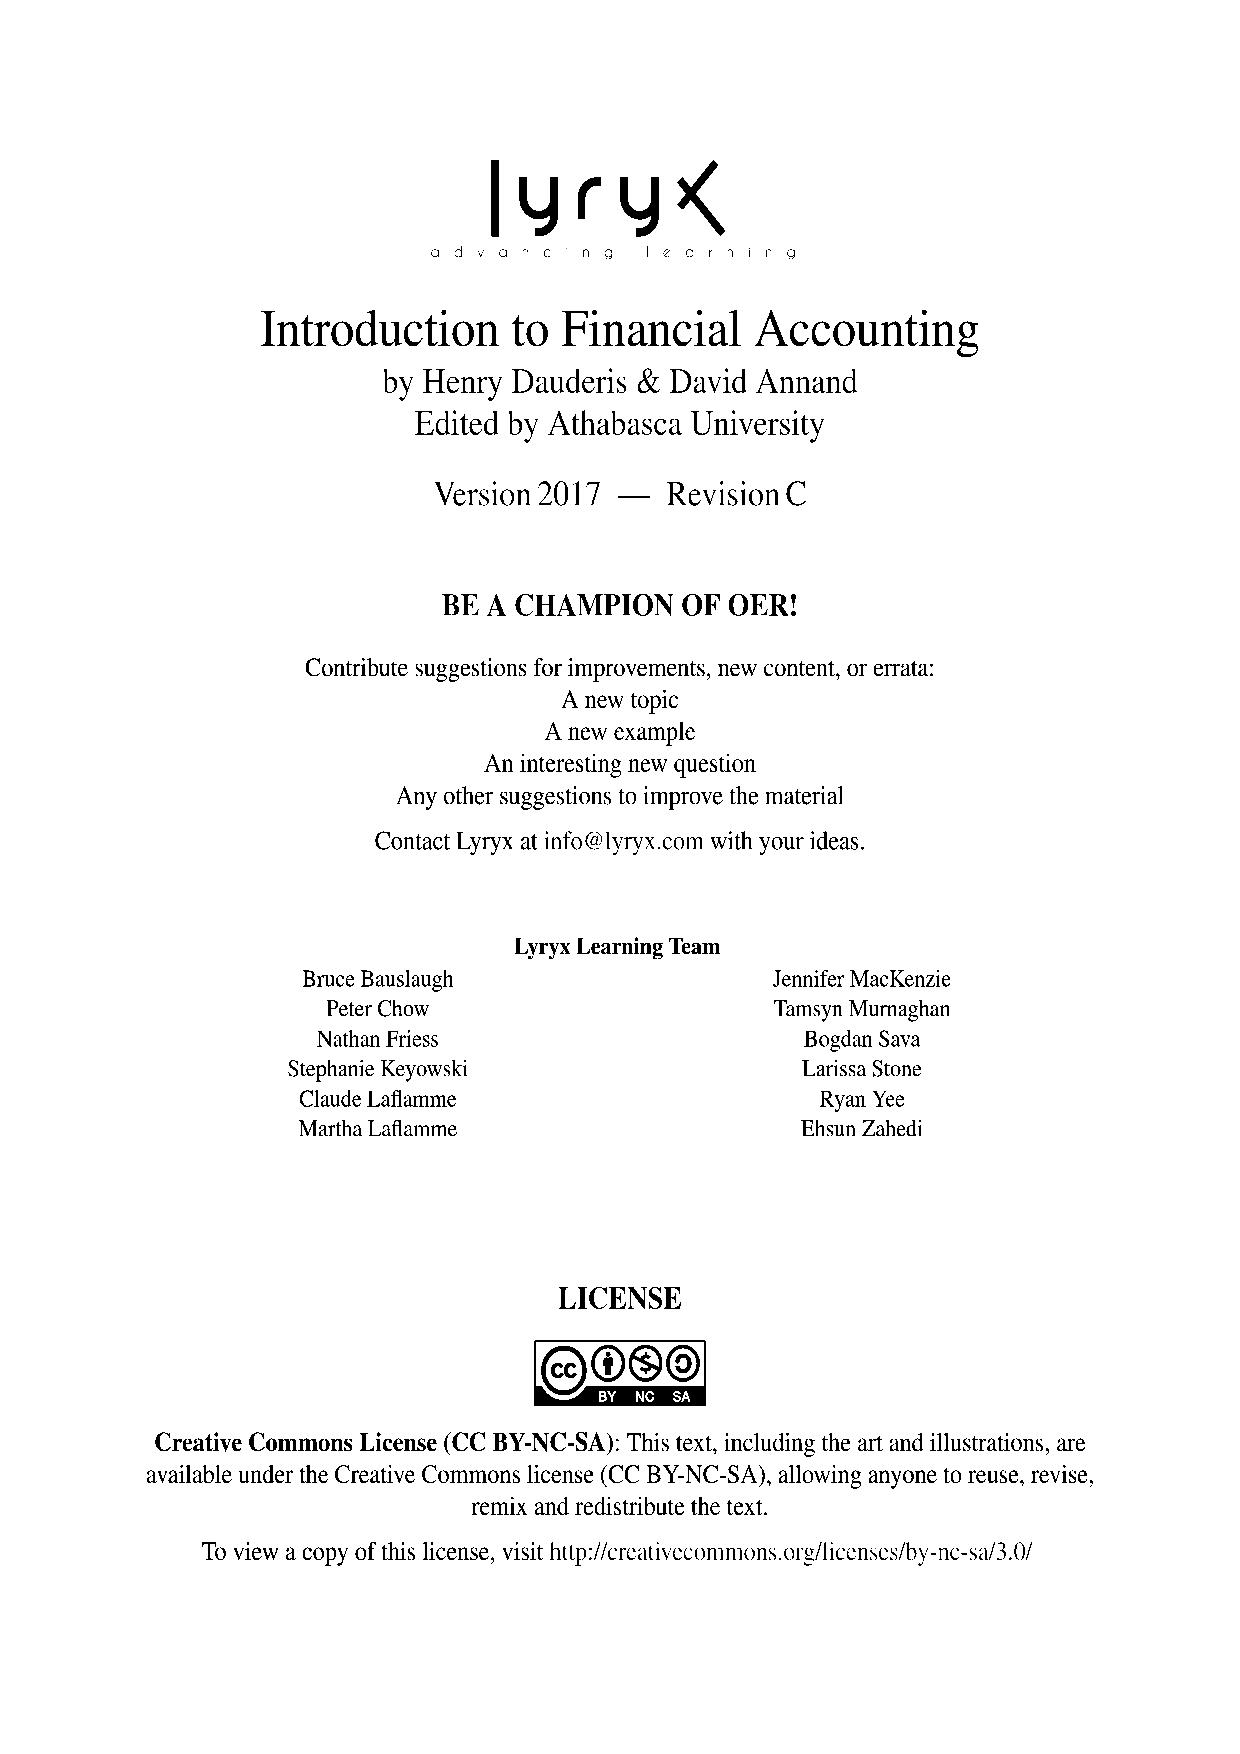 lyryx
advancing learning
Introduction to Financial Accounting
by Henry Dauderis & David Annand
Edited by Athabasca University
Version 2017 — Revision C
BE A CHAMPION OF OER!
Contribute suggestions for improvements, new content, or errata:
A new topic
A new example
An interesting new question
Any other suggestions to improve the material
Contact Lyryx at info@lyryx.com with your ideas.
Lyryx Learning Team
Bruce Bauslaugh
Peter Chow
Nathan Friess
Stephanie Keyowski
Claude Laflamme
Martha Laflamme
Jennifer MacKenzie
Tamsyn Murnaghan
Bogdan Sava
Larissa Stone
Ryan Yee
Ehsun Zahedi
LICENSE
cc
BY NC SA
Creative Commons License (CC BY-NC-SA): This text, including the art and illustrations, are
available under the Creative Commons license (CC BY-NC-SA), allowing anyone to reuse, revise,
remix and redistribute the text.
To view a copy of this license, visit http://creativecommons.org/licenses/by-nc-sa/3.0/